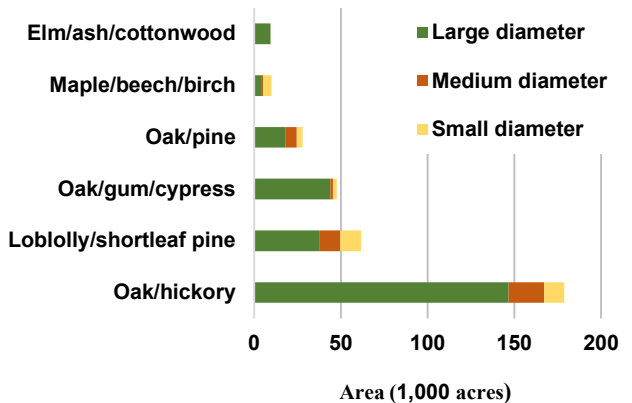 Elm/ash/cottonwood
Maple/beech/birch
Oak/pine
Oak/gum/cypress
Loblolly/shortleaf pine
Oak/hickory
Large diameter
Medium diameter
Small diameter
0 50 100 150 200
Area (1,000 acres)